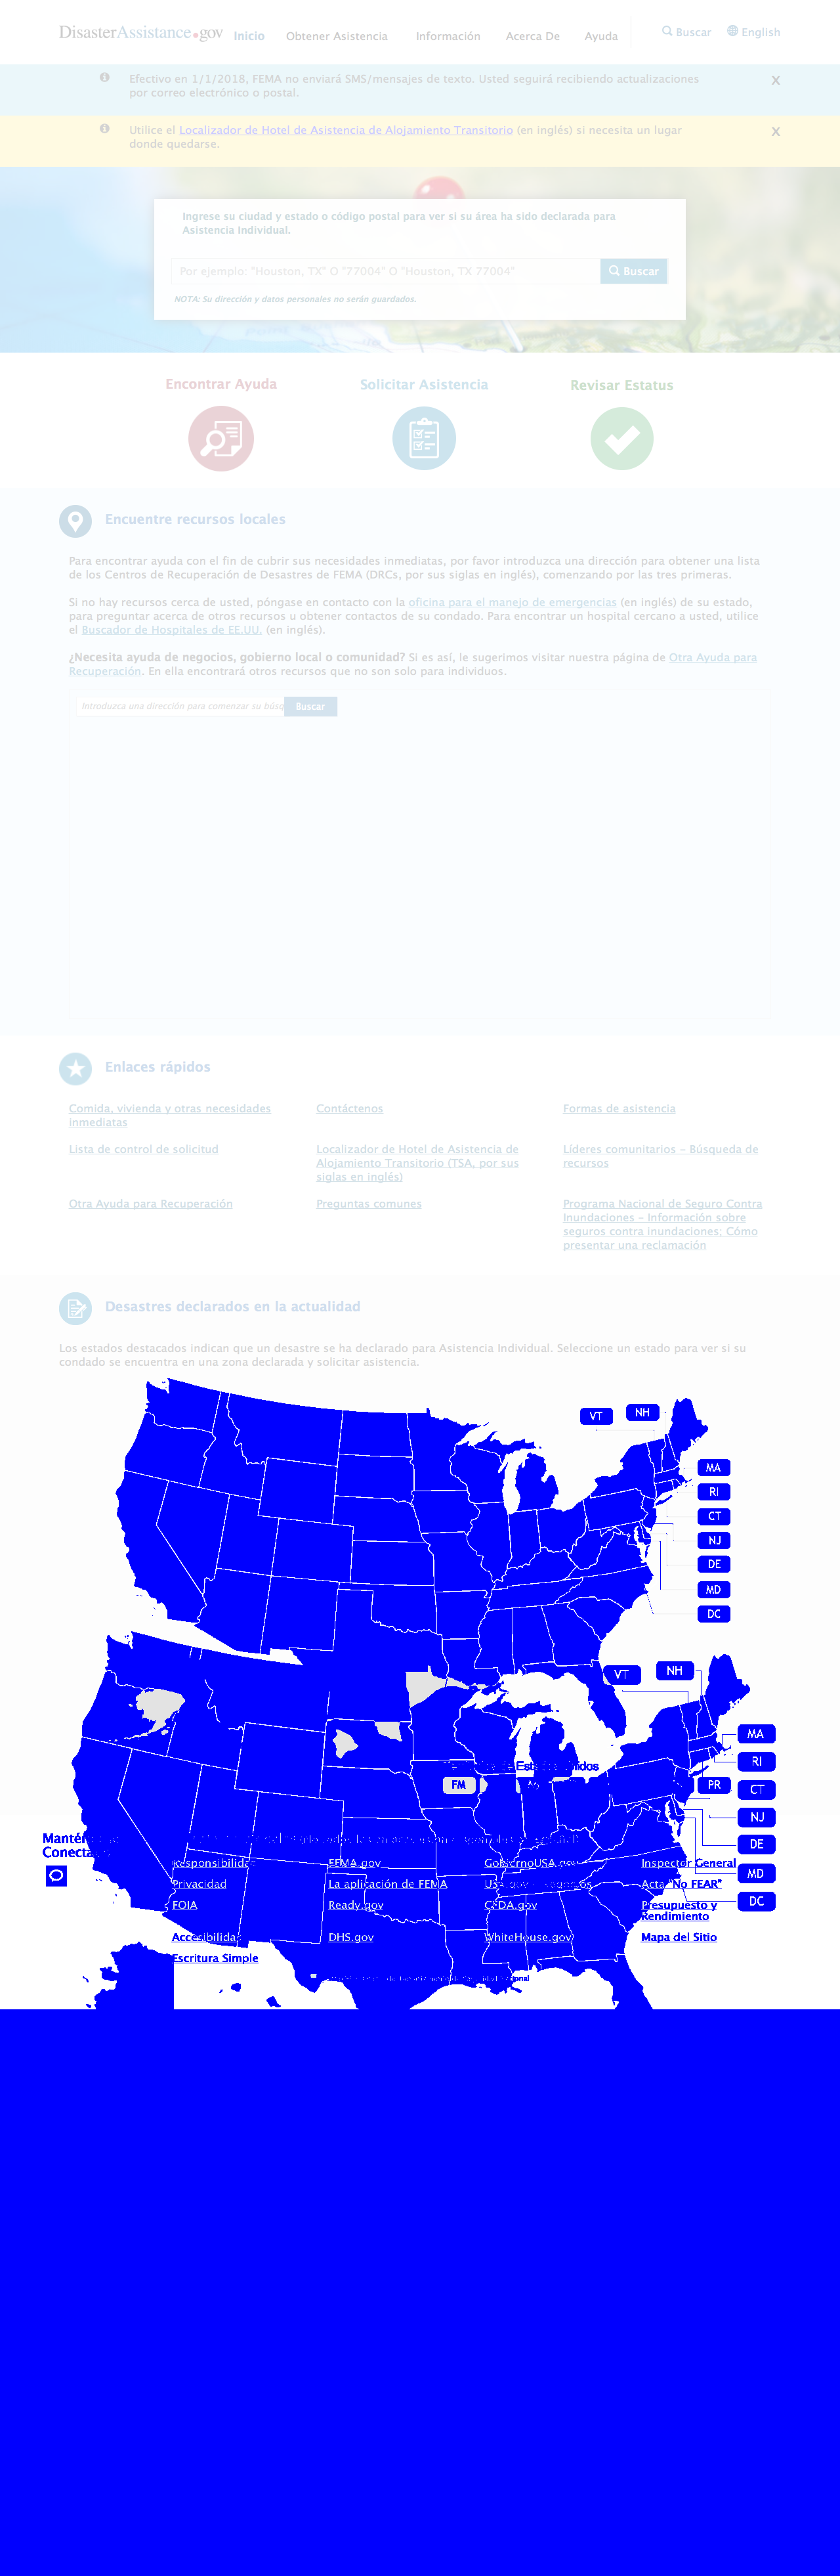 DisasterAssistance.gov
Inicio Obtener Asistencia Información Acerca De Ayuda Buscar English
Efectivo en 1/1/2018, FEMA no enviará SMS/mensajes de texto. Usted seguirá recibiendo actualizaciones
por correo electrónico o postal.
X
Utilice el Localizador de Hotel de Asistencia de Alojamiento Transitorio (en inglés) si necesita un lugar
donde quedarse.
X
Ingrese su ciudad y estado o código postal para ver si su área ha sido declarada para
Asistencia Individual.
Por ejemplo: "Houston, TX" O "77004" O "Houston, TX 77004"
Buscar
NOTA: Su dirección y datos personales no serán guardados.
Encontrar Ayuda Solicitar Asistencia Revisar Estatus
Encuentre recursos locales
Para encontrar ayuda con el fin de cubrir sus necesidades inmediatas, por favor introduzca una dirección para obtener una lista
de los Centros de Recuperación de Desastres de FEMA (DRCs, por sus siglas en inglés), comenzando por las tres primeras.
Si no hay recursos cerca de usted, póngase en contacto con la oficina para el manejo de emergencias (en inglés) de su estado,
para preguntar acerca de otros recursos u obtener contactos de su condado. Para encontrar un hospital cercano a usted, utilice
el Buscador de Hospitales de EE.UU. (en inglés).
¿Necesita ayuda de negocios, gobierno local o comunidad? Si es así, le sugerimos visitar nuestra página de Otra Ayuda para
Recuperación. En ella encontrará otros recursos que no son solo para individuos.
Introduzca una dirección para comenzar su búsq
Buscar
Enlaces rápidos
Comida, vivienda y otras necesidades
inmediatas
Contáctenos
Formas de asistencia
Lista de control de solicitud
Localizador de Hotel de Asistencia de
Alojamiento Transitorio (TSA, por sus
siglas en inglés)
Líderes comunitarios – Búsqueda de
recursos
Otra Ayuda para Recuperación
Preguntas comunes
Programa Nacional de Seguro Contra
Inundaciones – Información sobre
seguros contra inundaciones; Cómo
presentar una reclamación
Desastres declarados en la actualidad
Los estados destacados indican que un desastre se ha declarado para Asistencia Individual. Seleccione un estado para ver si su
condado se encuentra en una zona declarada y solicitar asistencia.
VT
NH
MA
RI
CT
NJ
DE
MD
DC
VT
NH
MA
RI
CT
NJ
DE
MD
DC
FM
PR
Responsibilidad
FEMA.gov
GobiernoUSA.gov
Inspector General
Privacidad
La aplicación de FEMA
Acta "No FEAR"
FOIA
Ready.gov
Presupuesto y
Rendimiento
DHS.gov
WhiteHouse.gov
Mapa del Sitio
Escritura Simple